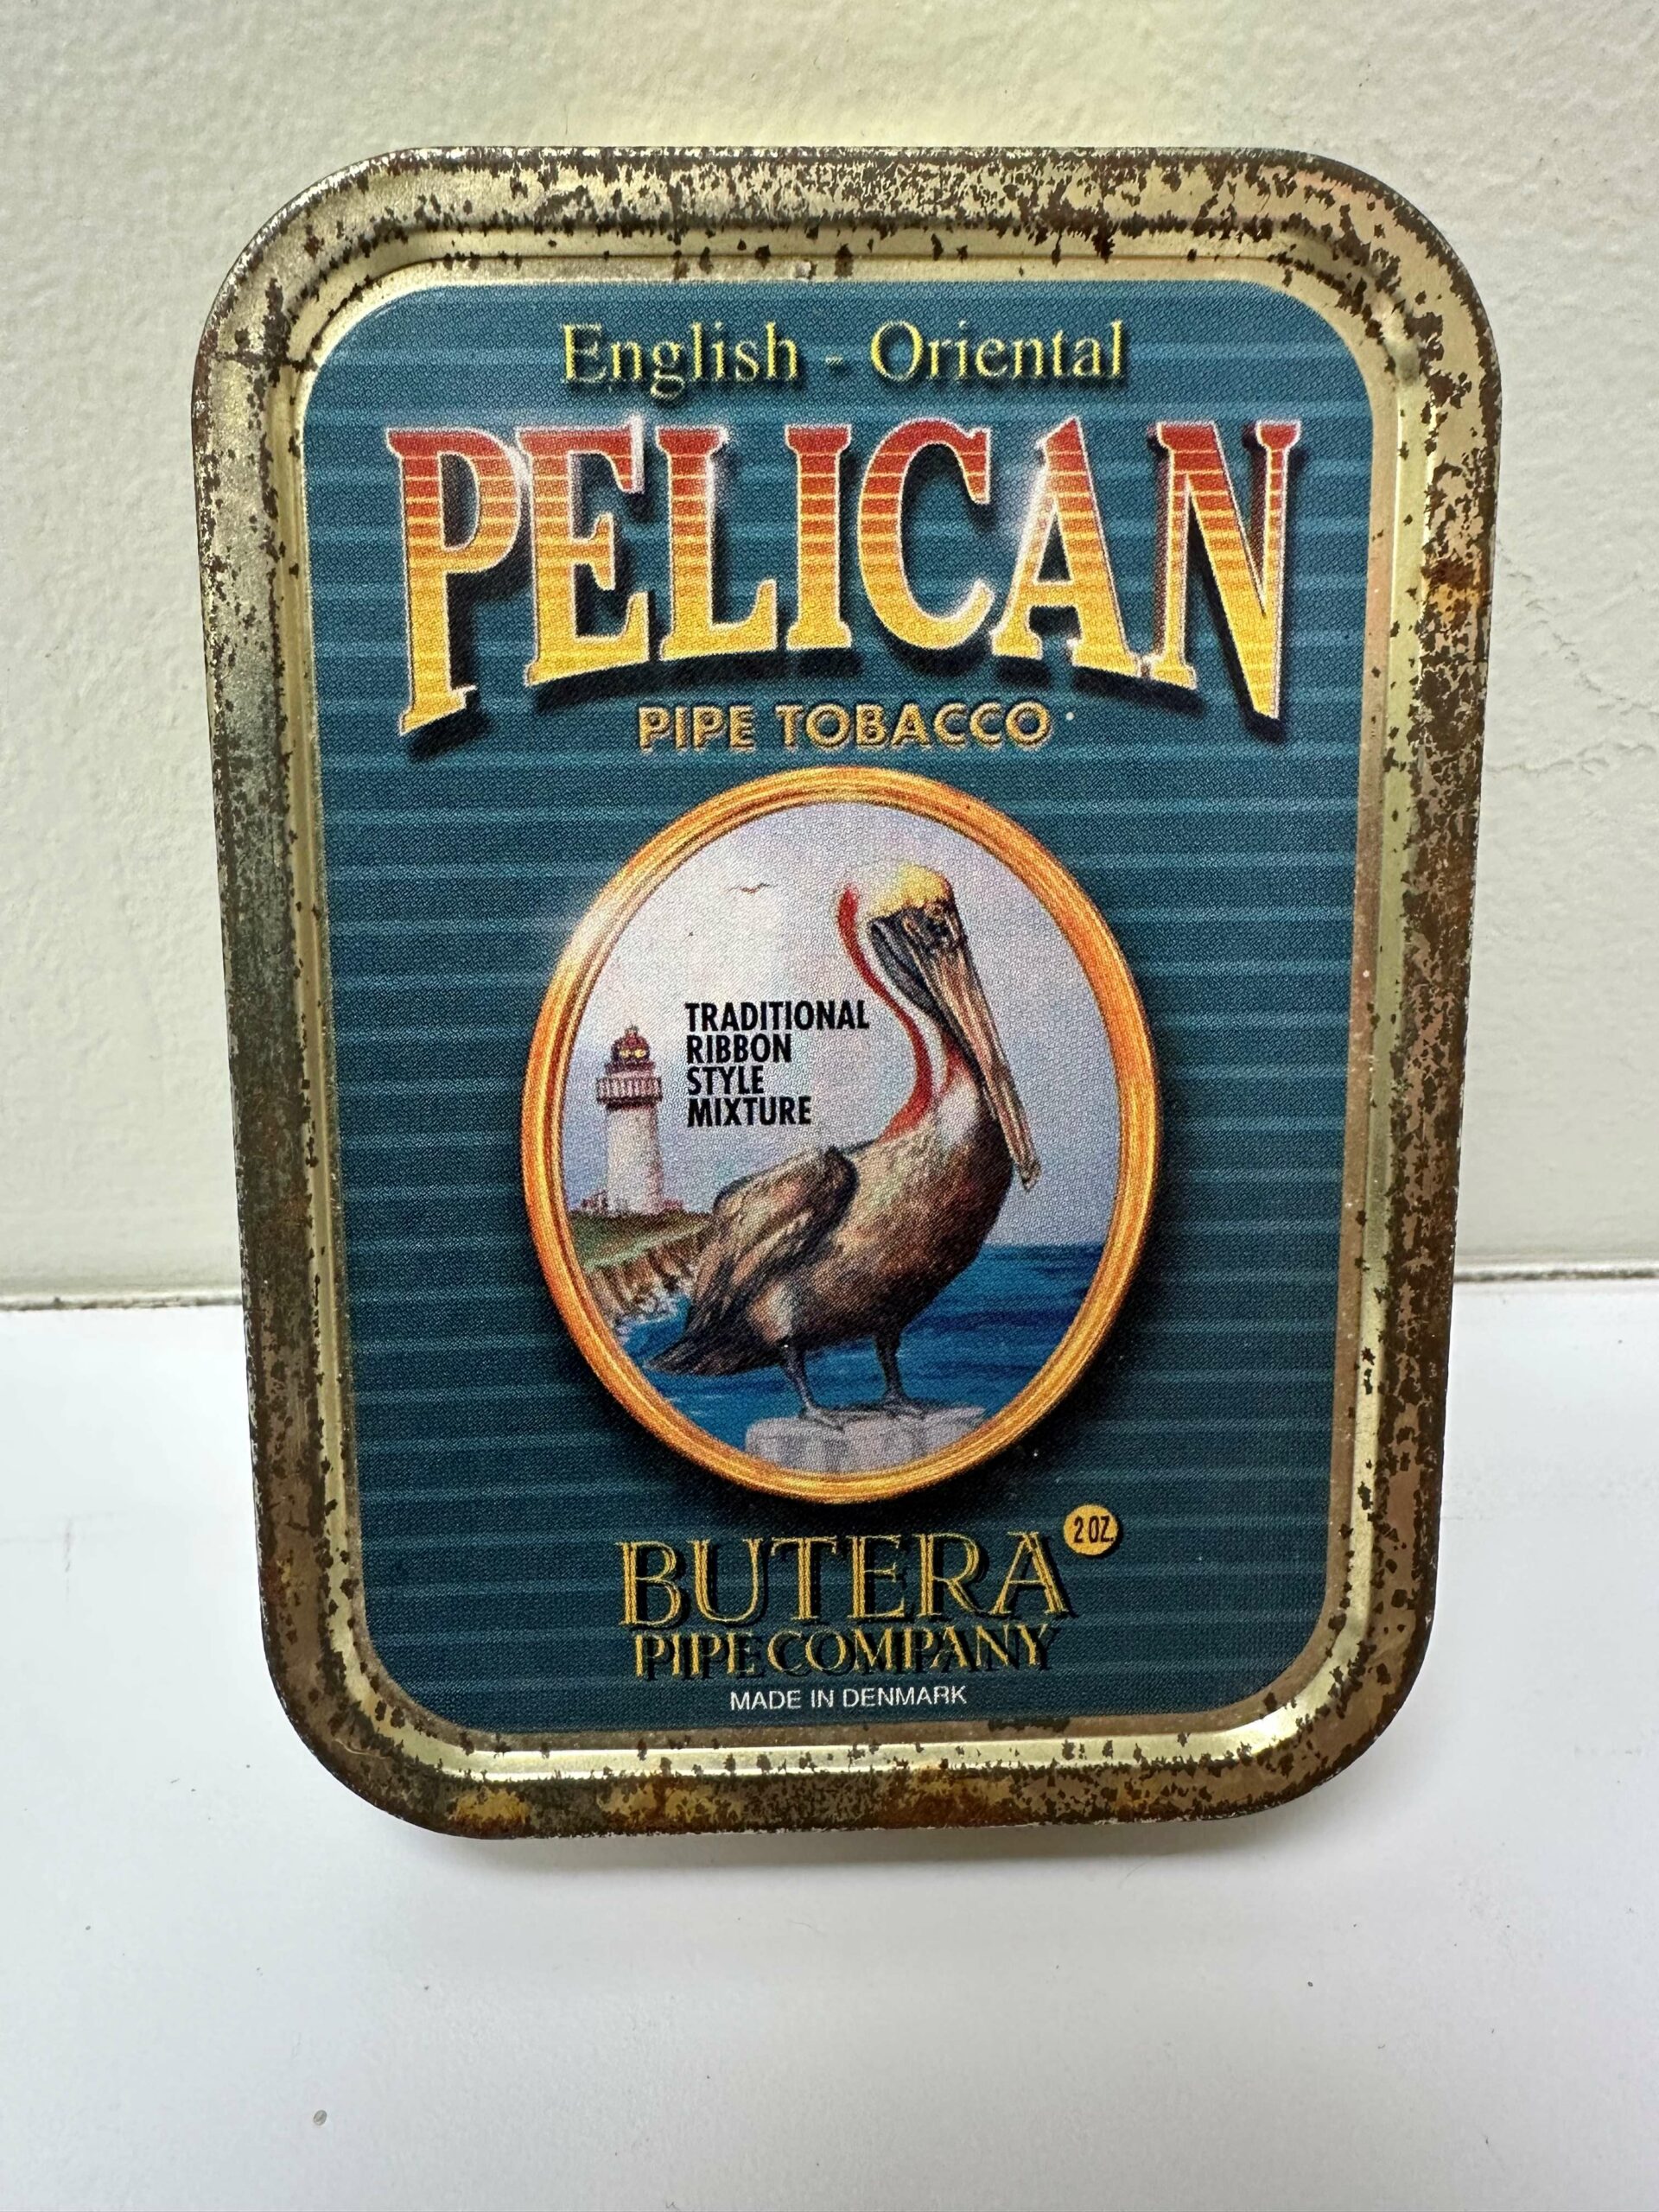 English - Oriental
PELICAN
PIPE TOBACCO
TRADITIONAL
RIBBON
STYLE
MIXTURE
BUTERA
2 OZ.
PIPE COMPANY
MADE IN DENMARK